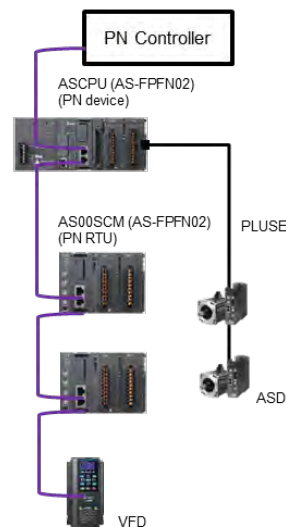 PN Controller
ASCPU (AS-FPFN02)
(PN device)
AS00SCM (AS-FPFN02)
(PN RTU)
PLUSE
ASD
VFD